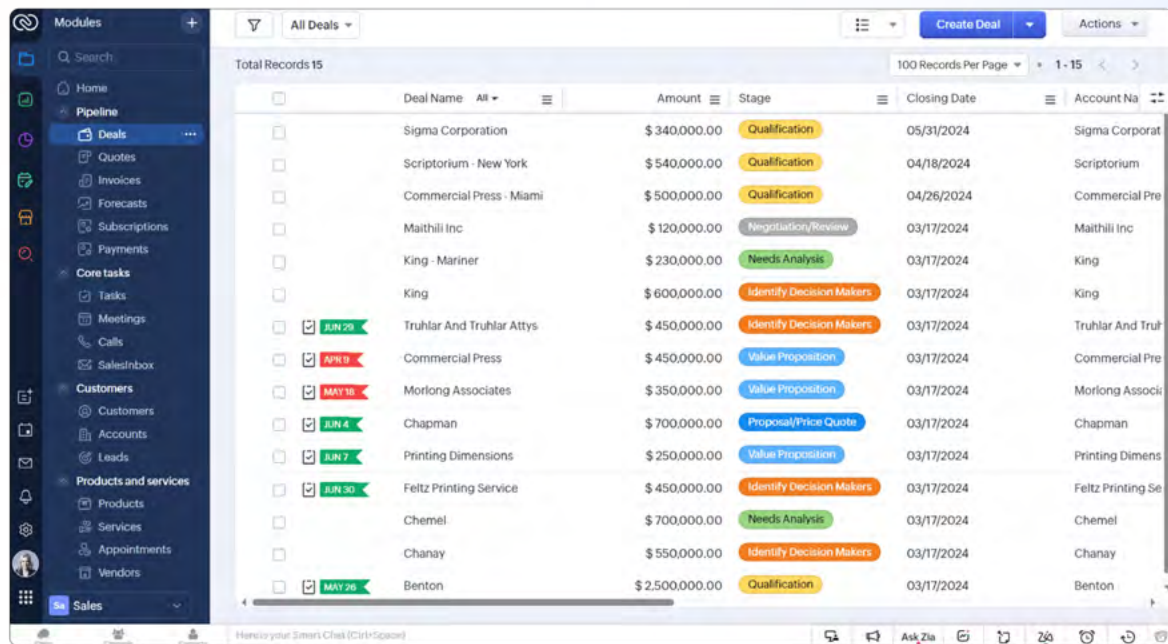 Modules +
All Deals
Create Deal
Actions
Search
Total Records 15
100 Records Per Page
1 - 15
Home
Pipeline
Deals
Quotes
Invoices
Forecasts
Subscriptions
Payments
Core tasks
Tasks
Meetings
Calls
SalesInbox
Customers
Customers
Accounts
Leads
Products and services
Products
Services
Appointments
Vendors
Sa Sales
Deal Name All Amount Stage Closing Date Account Na
Sigma Corporation $ 340,000.00 Qualification 05/31/2024 Sigma Corporat
Scriptorium - New York $ 540,000.00 Qualification 04/18/2024 Scriptorium
Commercial Press - Miami $ 500,000.00 Qualification 04/26/2024 Commercial Pre
Maithili Inc $ 120,000.00 Negotiation/Review 03/17/2024 Maithili Inc
King - Mariner $ 230,000.00 Needs Analysis 03/17/2024 King
King $ 600,000.00 Identify Decision Makers 03/17/2024 King
JUN 29 Truhlar And Truhlar Attys $ 450,000.00 Identify Decision Makers 03/17/2024 Truhlar And Truh
APR 9 Commercial Press $ 450,000.00 Value Proposition 03/17/2024 Commercial Pre
MAY 18 Morlong Associates $ 350,000.00 Value Proposition 03/17/2024 Morlong Associa
JUN 4 Chapman $ 700,000.00 Proposal/Price Quote 03/17/2024 Chapman
JUN 7 Printing Dimensions $ 250,000.00 Value Proposition 03/17/2024 Printing Dimens
JUN 30 Feltz Printing Service $ 450,000.00 Identify Decision Makers 03/17/2024 Feltz Printing Se
Chemel $ 700,000.00 Needs Analysis 03/17/2024 Chemel
Chanay $ 550,000.00 Identify Decision Makers 03/17/2024 Chanay
MAY 26 Benton $ 2,500,000.00 Qualification 03/17/2024 Benton
Here is your Smart Chat (Ctrl+Space)
Ask Zia